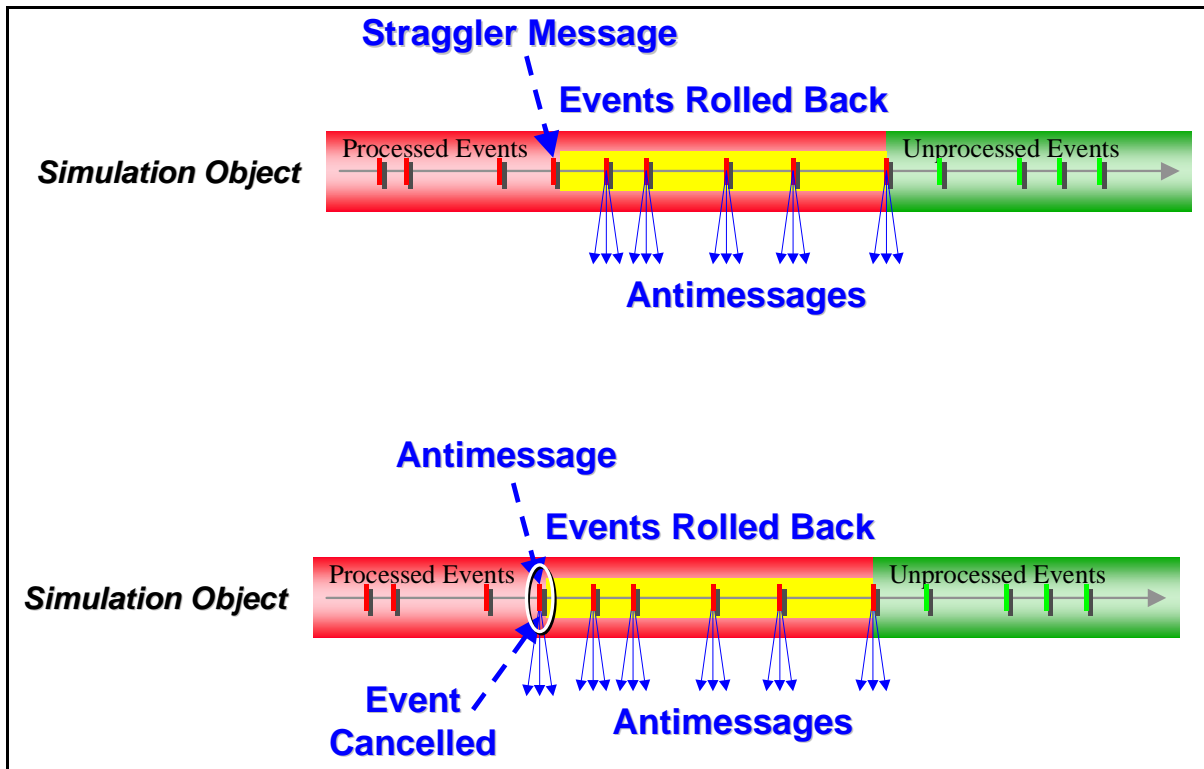 Straggler Message
Events Rolled Back
Processed Events
Unprocessed Events
Simulation Object
Antimessages
Antimessage
Events Rolled Back
Processed Events
Unprocessed Events
Simulation Object
Event
Cancelled
Antimessages